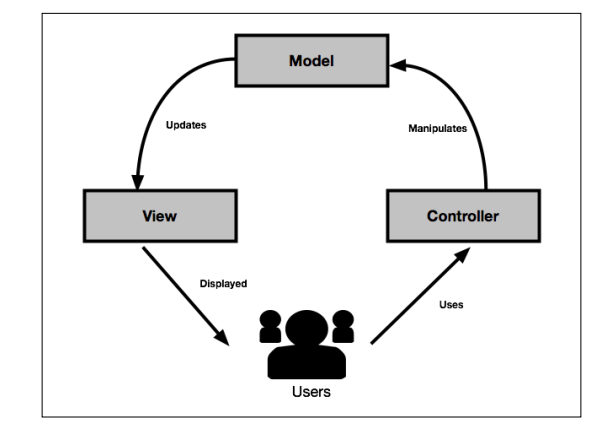 Model
Updates
Manipulates
View
Controller
Displayed
Uses
Users